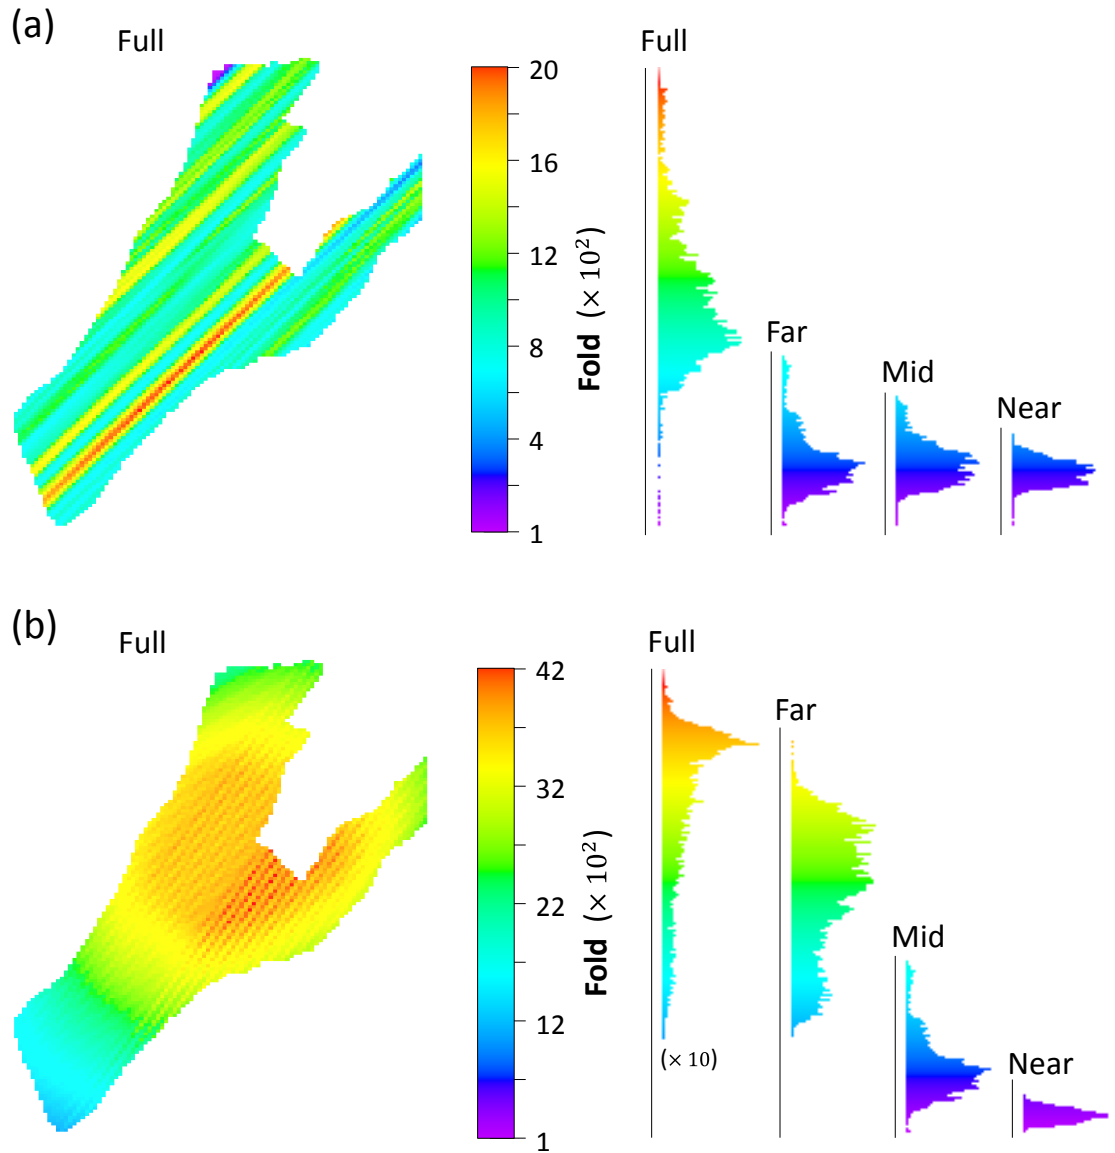 (a)
Full
Full
20
16
12
8
4
1
Fold (× 10²)
Far
Mid
Near
(b)
Full
Full
42
32
22
12
1
Fold (× 10²)
(× 10)
Far
Mid
Near